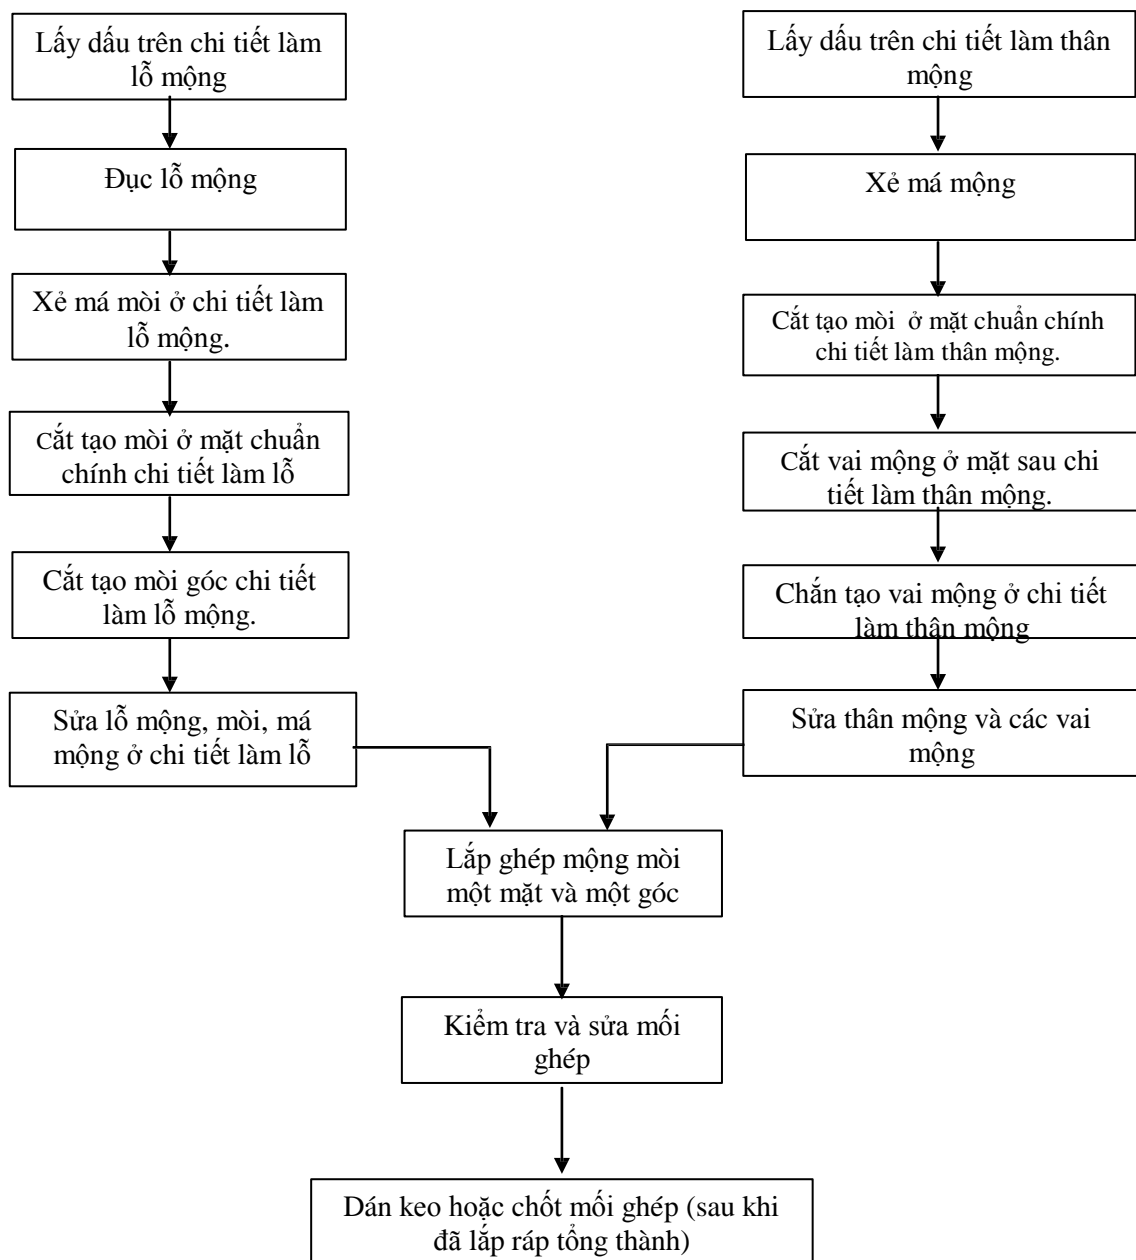 Lấy dấu trên chi tiết làm
lỗ mộng
Đục lỗ mộng
Xẻ má mòi ở chi tiết làm
lỗ mộng.
Cắt tạo mòi ở mặt chuẩn
chính chi tiết làm lỗ
Cắt tạo mòi góc chi tiết
làm lỗ mộng.
Sửa lỗ mộng, mòi, má
mộng ở chi tiết làm lỗ
Lấy dấu trên chi tiết làm thân
mộng
Xẻ má mộng
Cắt tạo mòi ở mặt chuẩn chính
chi tiết làm thân mộng.
Cắt vai mộng ở mặt sau chi
tiết làm thân mộng.
Chắn tạo vai mộng ở chi tiết
làm thân mộng
Sửa thân mộng và các vai
mộng
Lắp ghép mộng mòi
một mặt và một góc
Kiểm tra và sửa mối
ghép
Dán keo hoặc chốt mối ghép (sau khi
đã lắp ráp tổng thành)